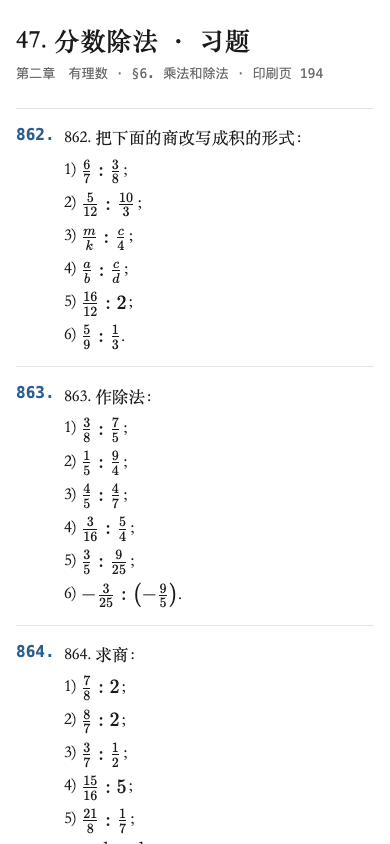 47. 分数除法 · 习题
第二章 有理数 · §6. 乘法和除法 · 印刷页 194
862. 862. 把下面的商改写成积的形式:
1) 6/7 : 3/8;
2) 5/12 : 10/3;
3) m/k : c/4;
4) a/b : c/d;
5) 16/12 : 2;
6) 5/9 : 1/3.
863. 863. 作除法:
1) 3/8 : 7/5;
2) 1/5 : 9/4;
3) 4/5 : 4/7;
4) 3/16 : 5/4;
5) 3/5 : 9/25;
6) −3/25 : (−9/5).
864. 864. 求商:
1) 7/8 : 2;
2) 8/7 : 2;
3) 3/7 : 1/2;
4) 15/16 : 5;
5) 21/8 : 1/7;